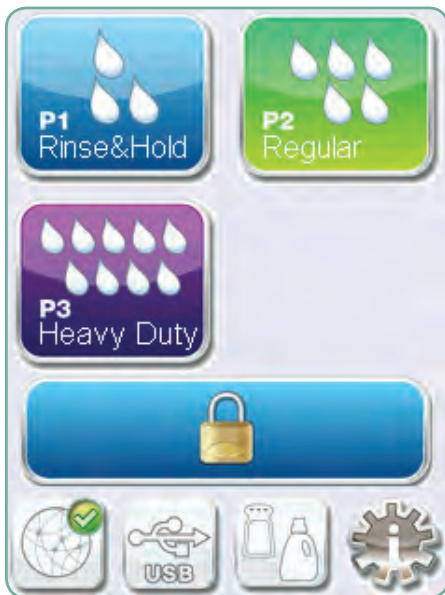 P1
Rinse&Hold
P2
Regular
P3
Heavy Duty
USB
i